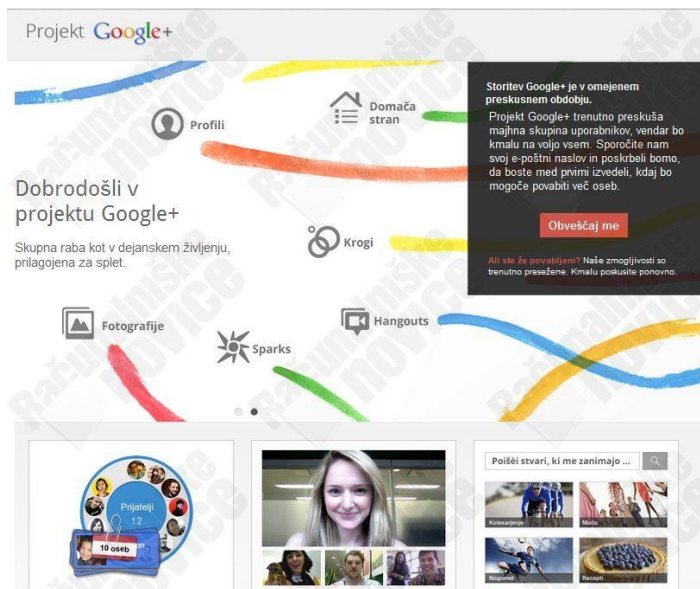 Projekt Google+
Storitev Google+ je v omejenem
preskusnem obdobju.
Projekt Google+ trenutno preskuša
majhna skupina uporabnikov, vendar bo
kmalu na voljo vsem. Sporočite nam
svoj e-poštni naslov in poskrbeli bomo,
da boste med prvimi izvedeli, kdaj bo
mogoče povabiti več oseb.
Obveščaj me
Ali ste že povabljeni? Naše zmogljivosti so
trenutno presežene. Kmalu poskusite ponovno.
Domača
stran
Profili
Dobrodošli v
projektu Google+
Skupna raba kot v dejanskem življenju,
prilagojena za splet.
Krogi
Fotografije
Sparks
Hangouts
Prijatelji
12
10 oseb
Poišèi stvari, ki me zanimajo ...
Kolesarjenje
Moda
Nogomet
Recepti
Računalniške
novice